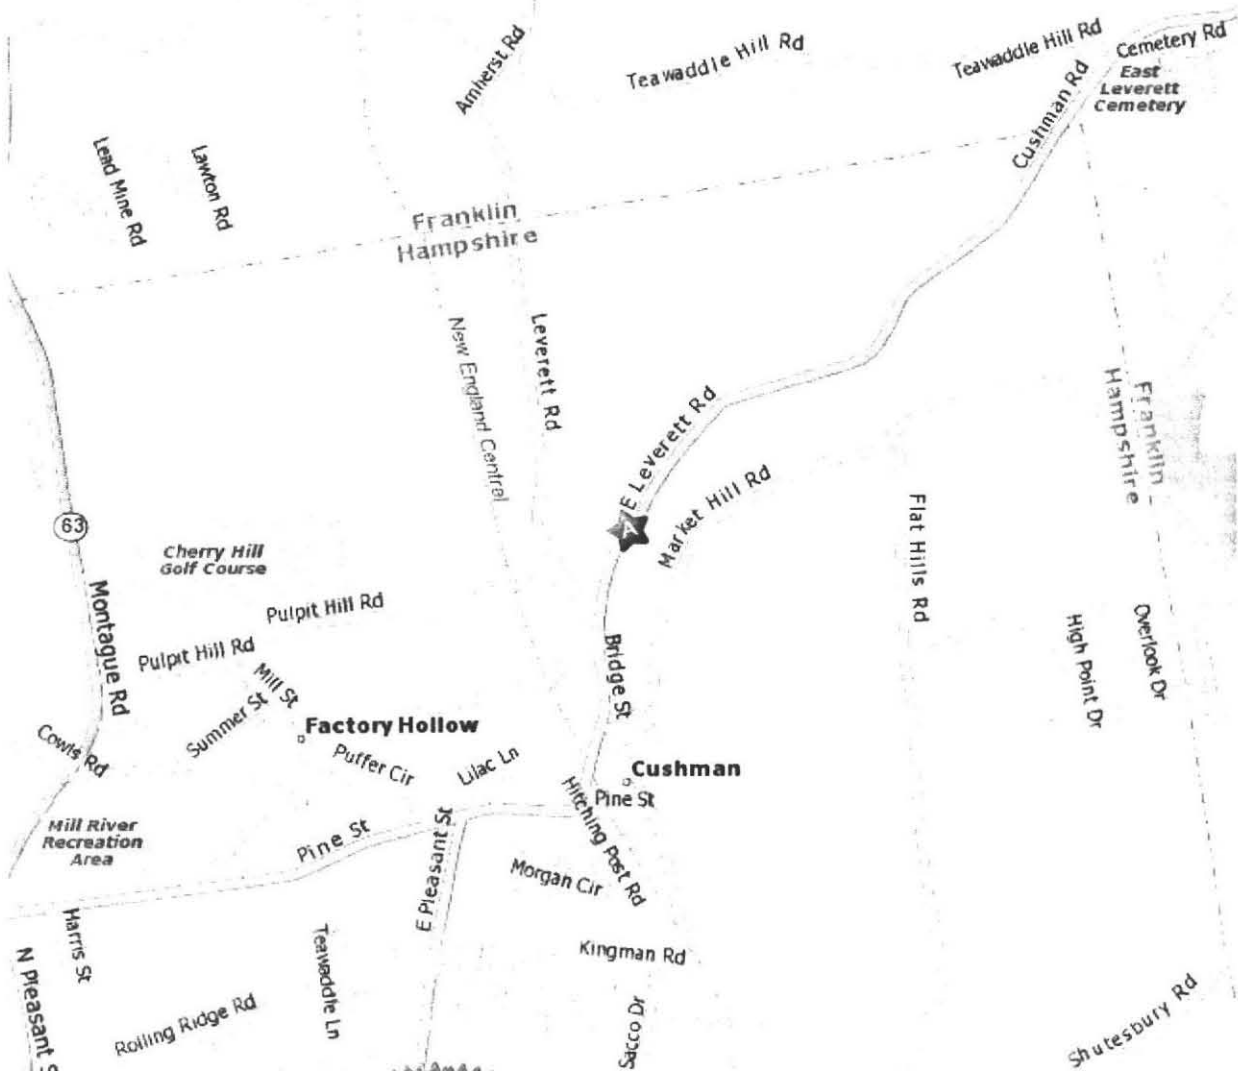 Amherst Rd
Teawaddle Hill Rd
Teawaddle Hill Rd
Cemetery Rd
Cushman Rd
East
Leverett
Cemetery
Lead Mine Rd
Lawton Rd
Franklin
Hampshire
New England Central
Leverett Rd
E Leverett Rd
Market Hill Rd
Franklin
Hampshire
63
A
Cherry Hill
Golf Course
Flat Hills Rd
Montague Rd
Pulpit Hill Rd
Pulpit Hill Rd
Mill St
Summer St
Bridge St
High Point Dr
Overlook Dr
Factory Hollow
Cowls Rd
Puffer Cir
Lilac Ln
Cushman
Pine St
Hitching Post Rd
Mill River
Recreation
Area
Pine St
E Pleasant St
Morgan Cir
Harris St
N Pleasant S
Teawaddle Ln
Kingman Rd
Rolling Ridge Rd
Sacco Dr
Shutesbury Rd